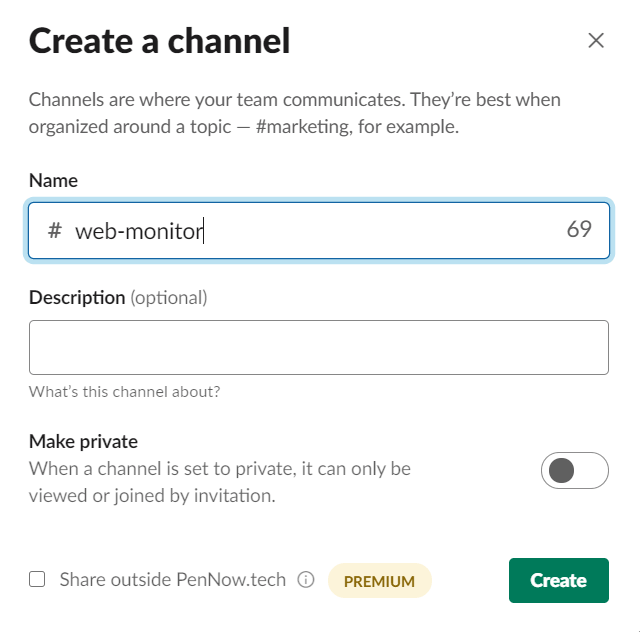 Create a channel
Channels are where your team communicates. They’re best when
organized around a topic — #marketing, for example.
Name
# web-monitor 69
Description (optional)
What’s this channel about?
Make private
When a channel is set to private, it can only be
viewed or joined by invitation.
Share outside PenNow.tech PREMIUM Create